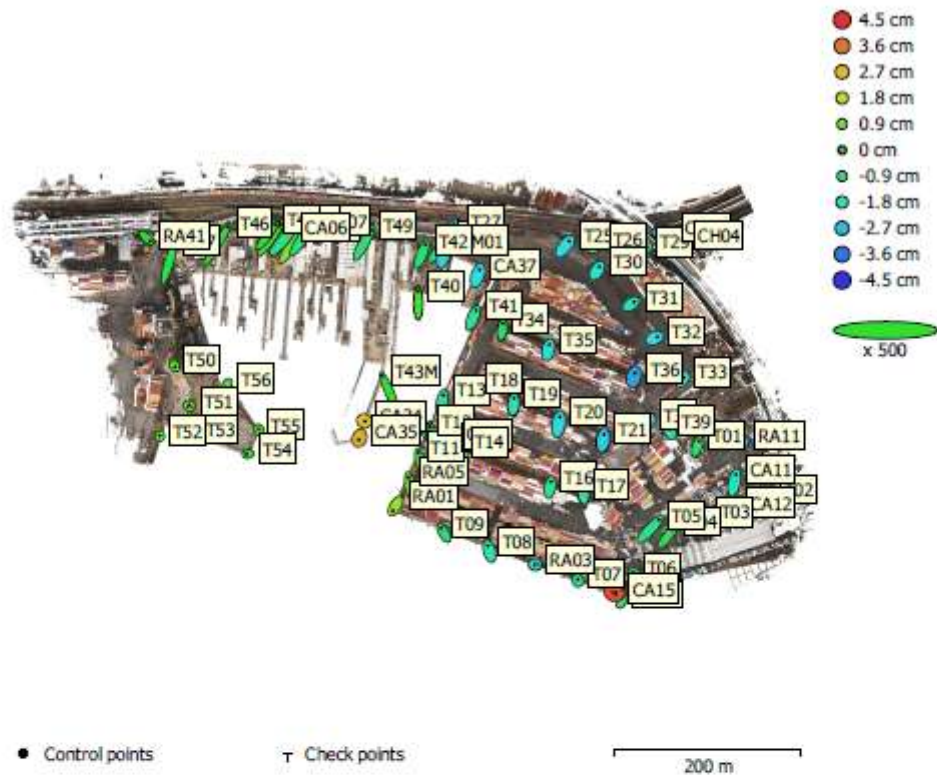 4.5 cm
3.6 cm
2.7 cm
1.8 cm
0.9 cm
0 cm
-0.9 cm
-1.8 cm
-2.7 cm
-3.6 cm
-4.5 cm
x 500
RA41
T46
CA06
T49
T42
M01
T27
CA37
T25
T26
T30
T29
CH04
T40
T41
T34
T31
T32
T35
T36
T33
T50
T56
T51
T52
T53
T55
T54
T43M
CA35
T13
T18
T19
T20
T21
T39
T01
RA11
T11
T14
RA05
RA01
T16
T17
CA11
CA12
T03
T05
T09
T08
RA03
T07
T06
CA15
Control points
Check points
200 m